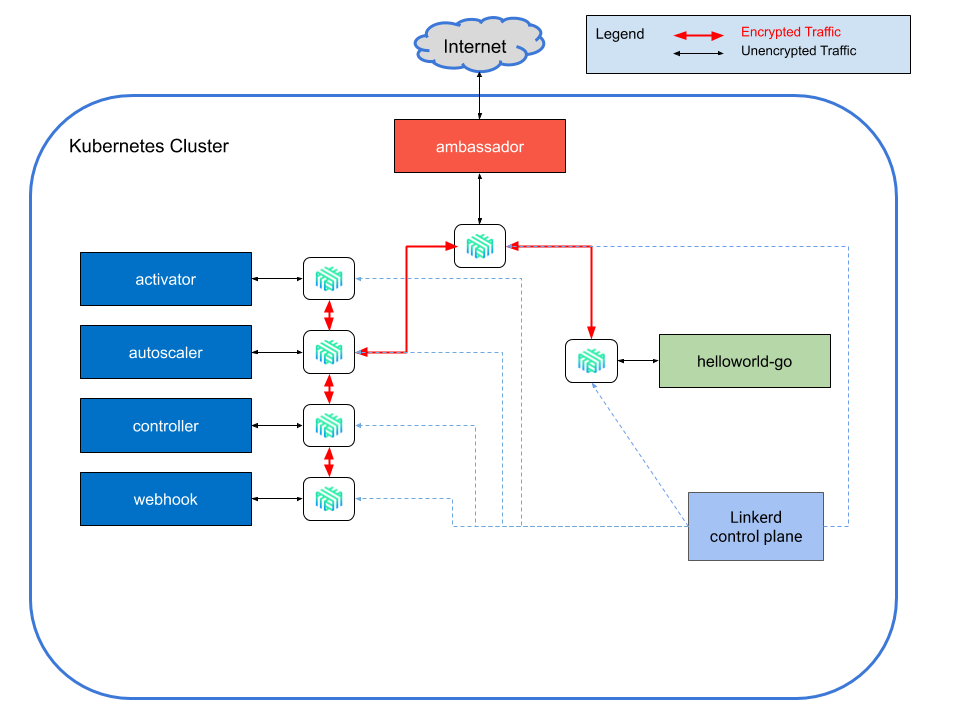 Internet
Legend
Encrypted Traffic
Unencrypted Traffic
Kubernetes Cluster
ambassador
activator
autoscaler
helloworld-go
controller
webhook
Linkerd
control plane